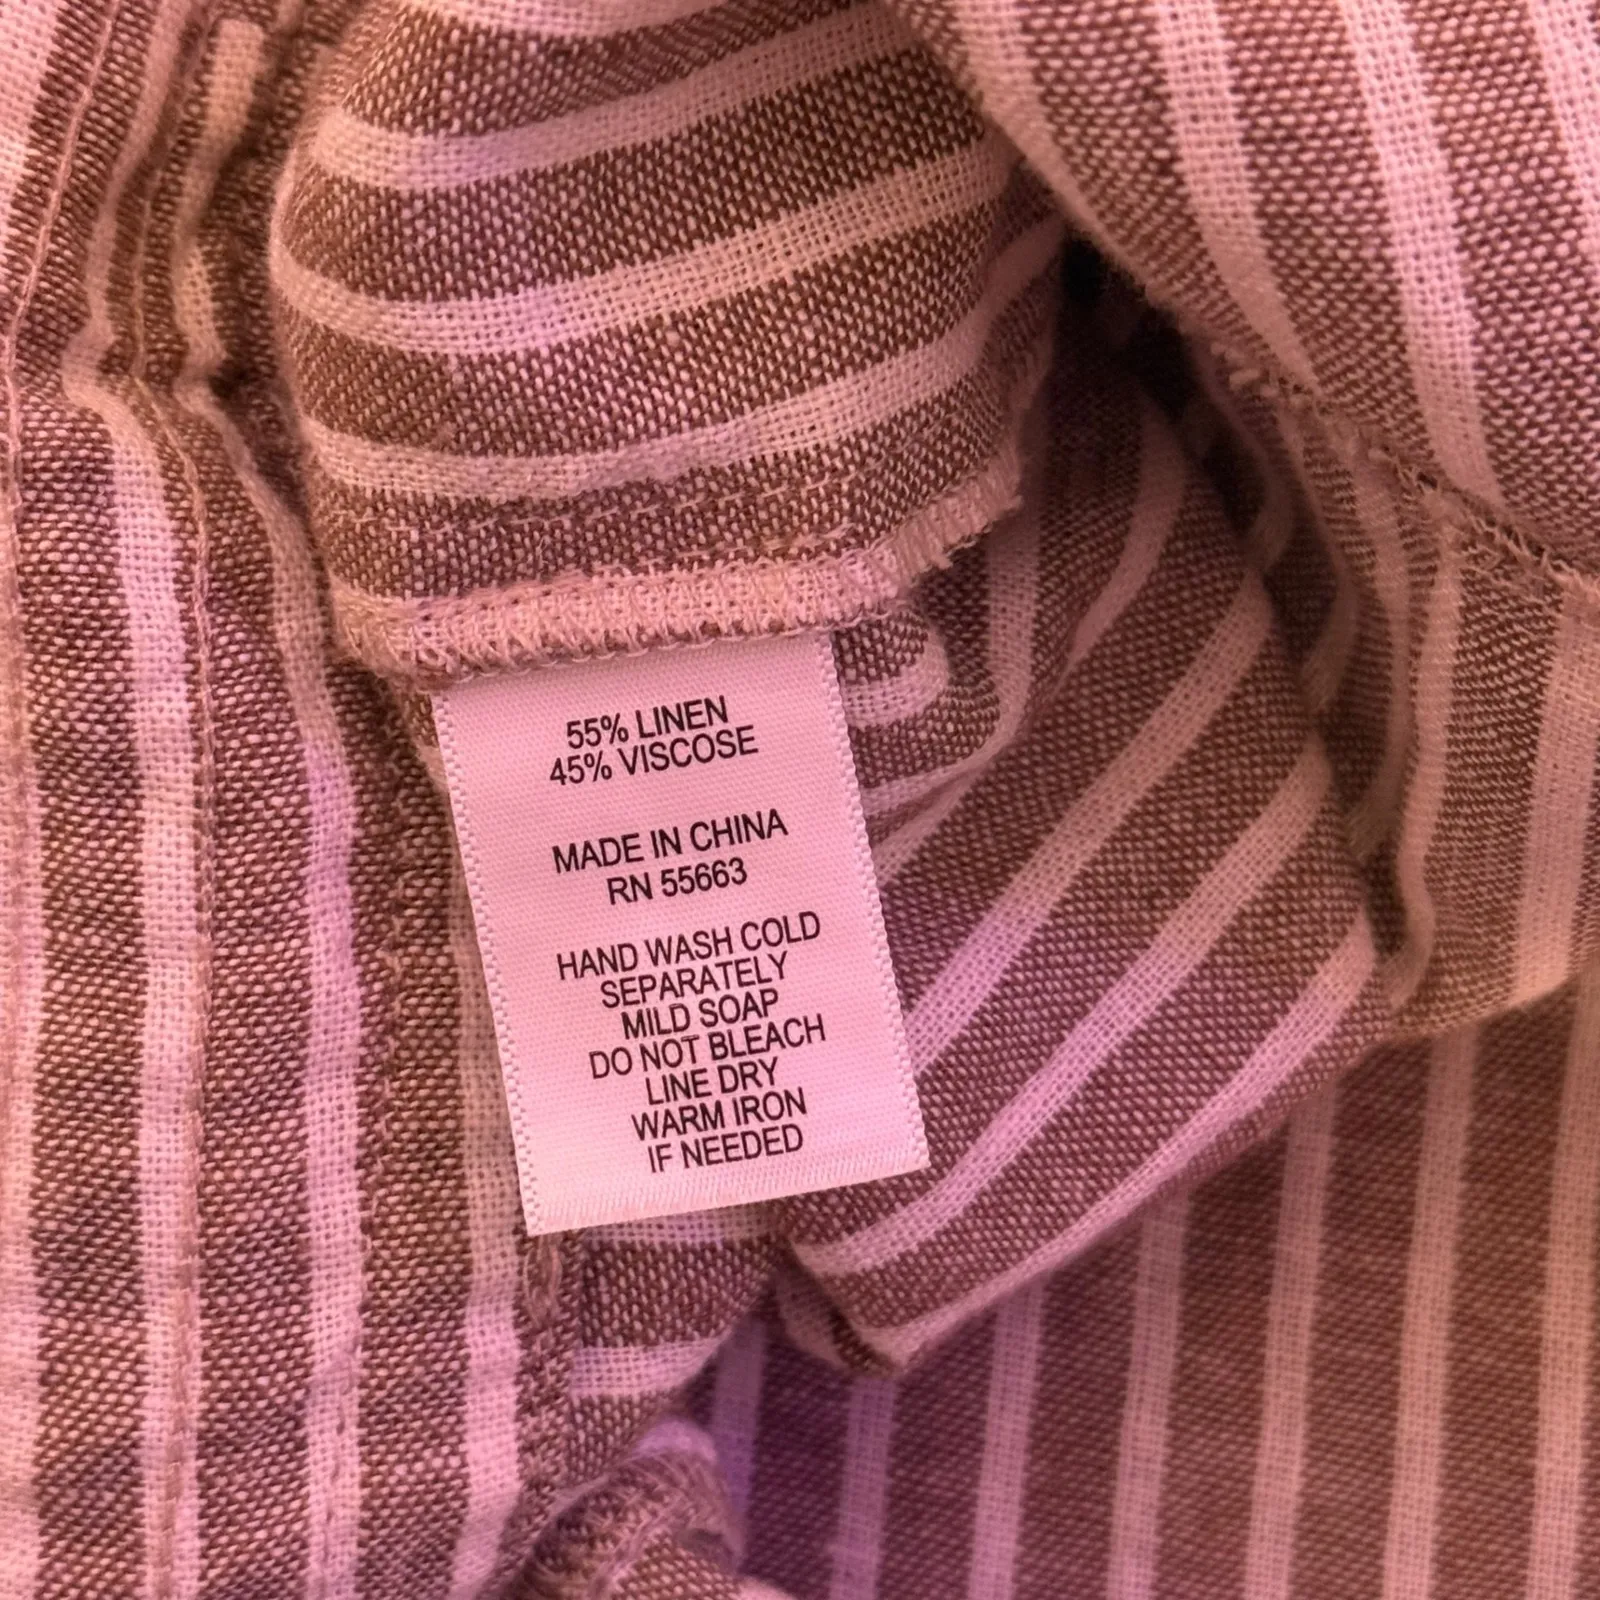 55% LINEN
45% VISCOSE
MADE IN CHINA
RN 55663
HAND WASH COLD
SEPARATELY
MILD SOAP
DO NOT BLEACH
LINE DRY
WARM IRON
IF NEEDED